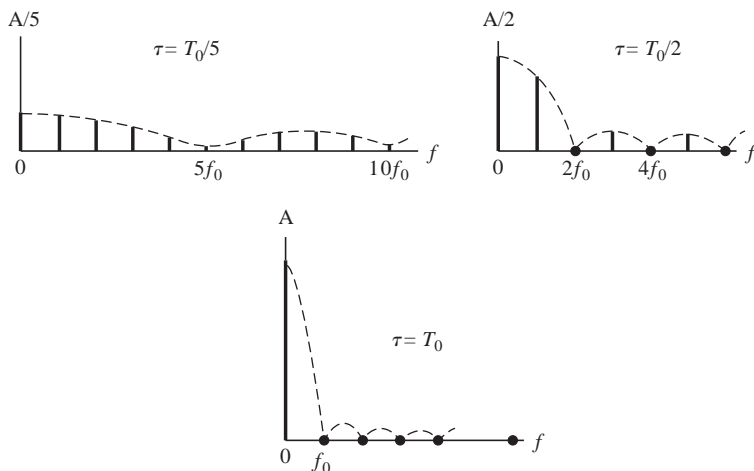 A/5
τ = T₀/5
0
5f₀
10f₀
f
A/2
τ = T₀/2
0
2f₀
4f₀
f
A
τ = T₀
0
f₀
f